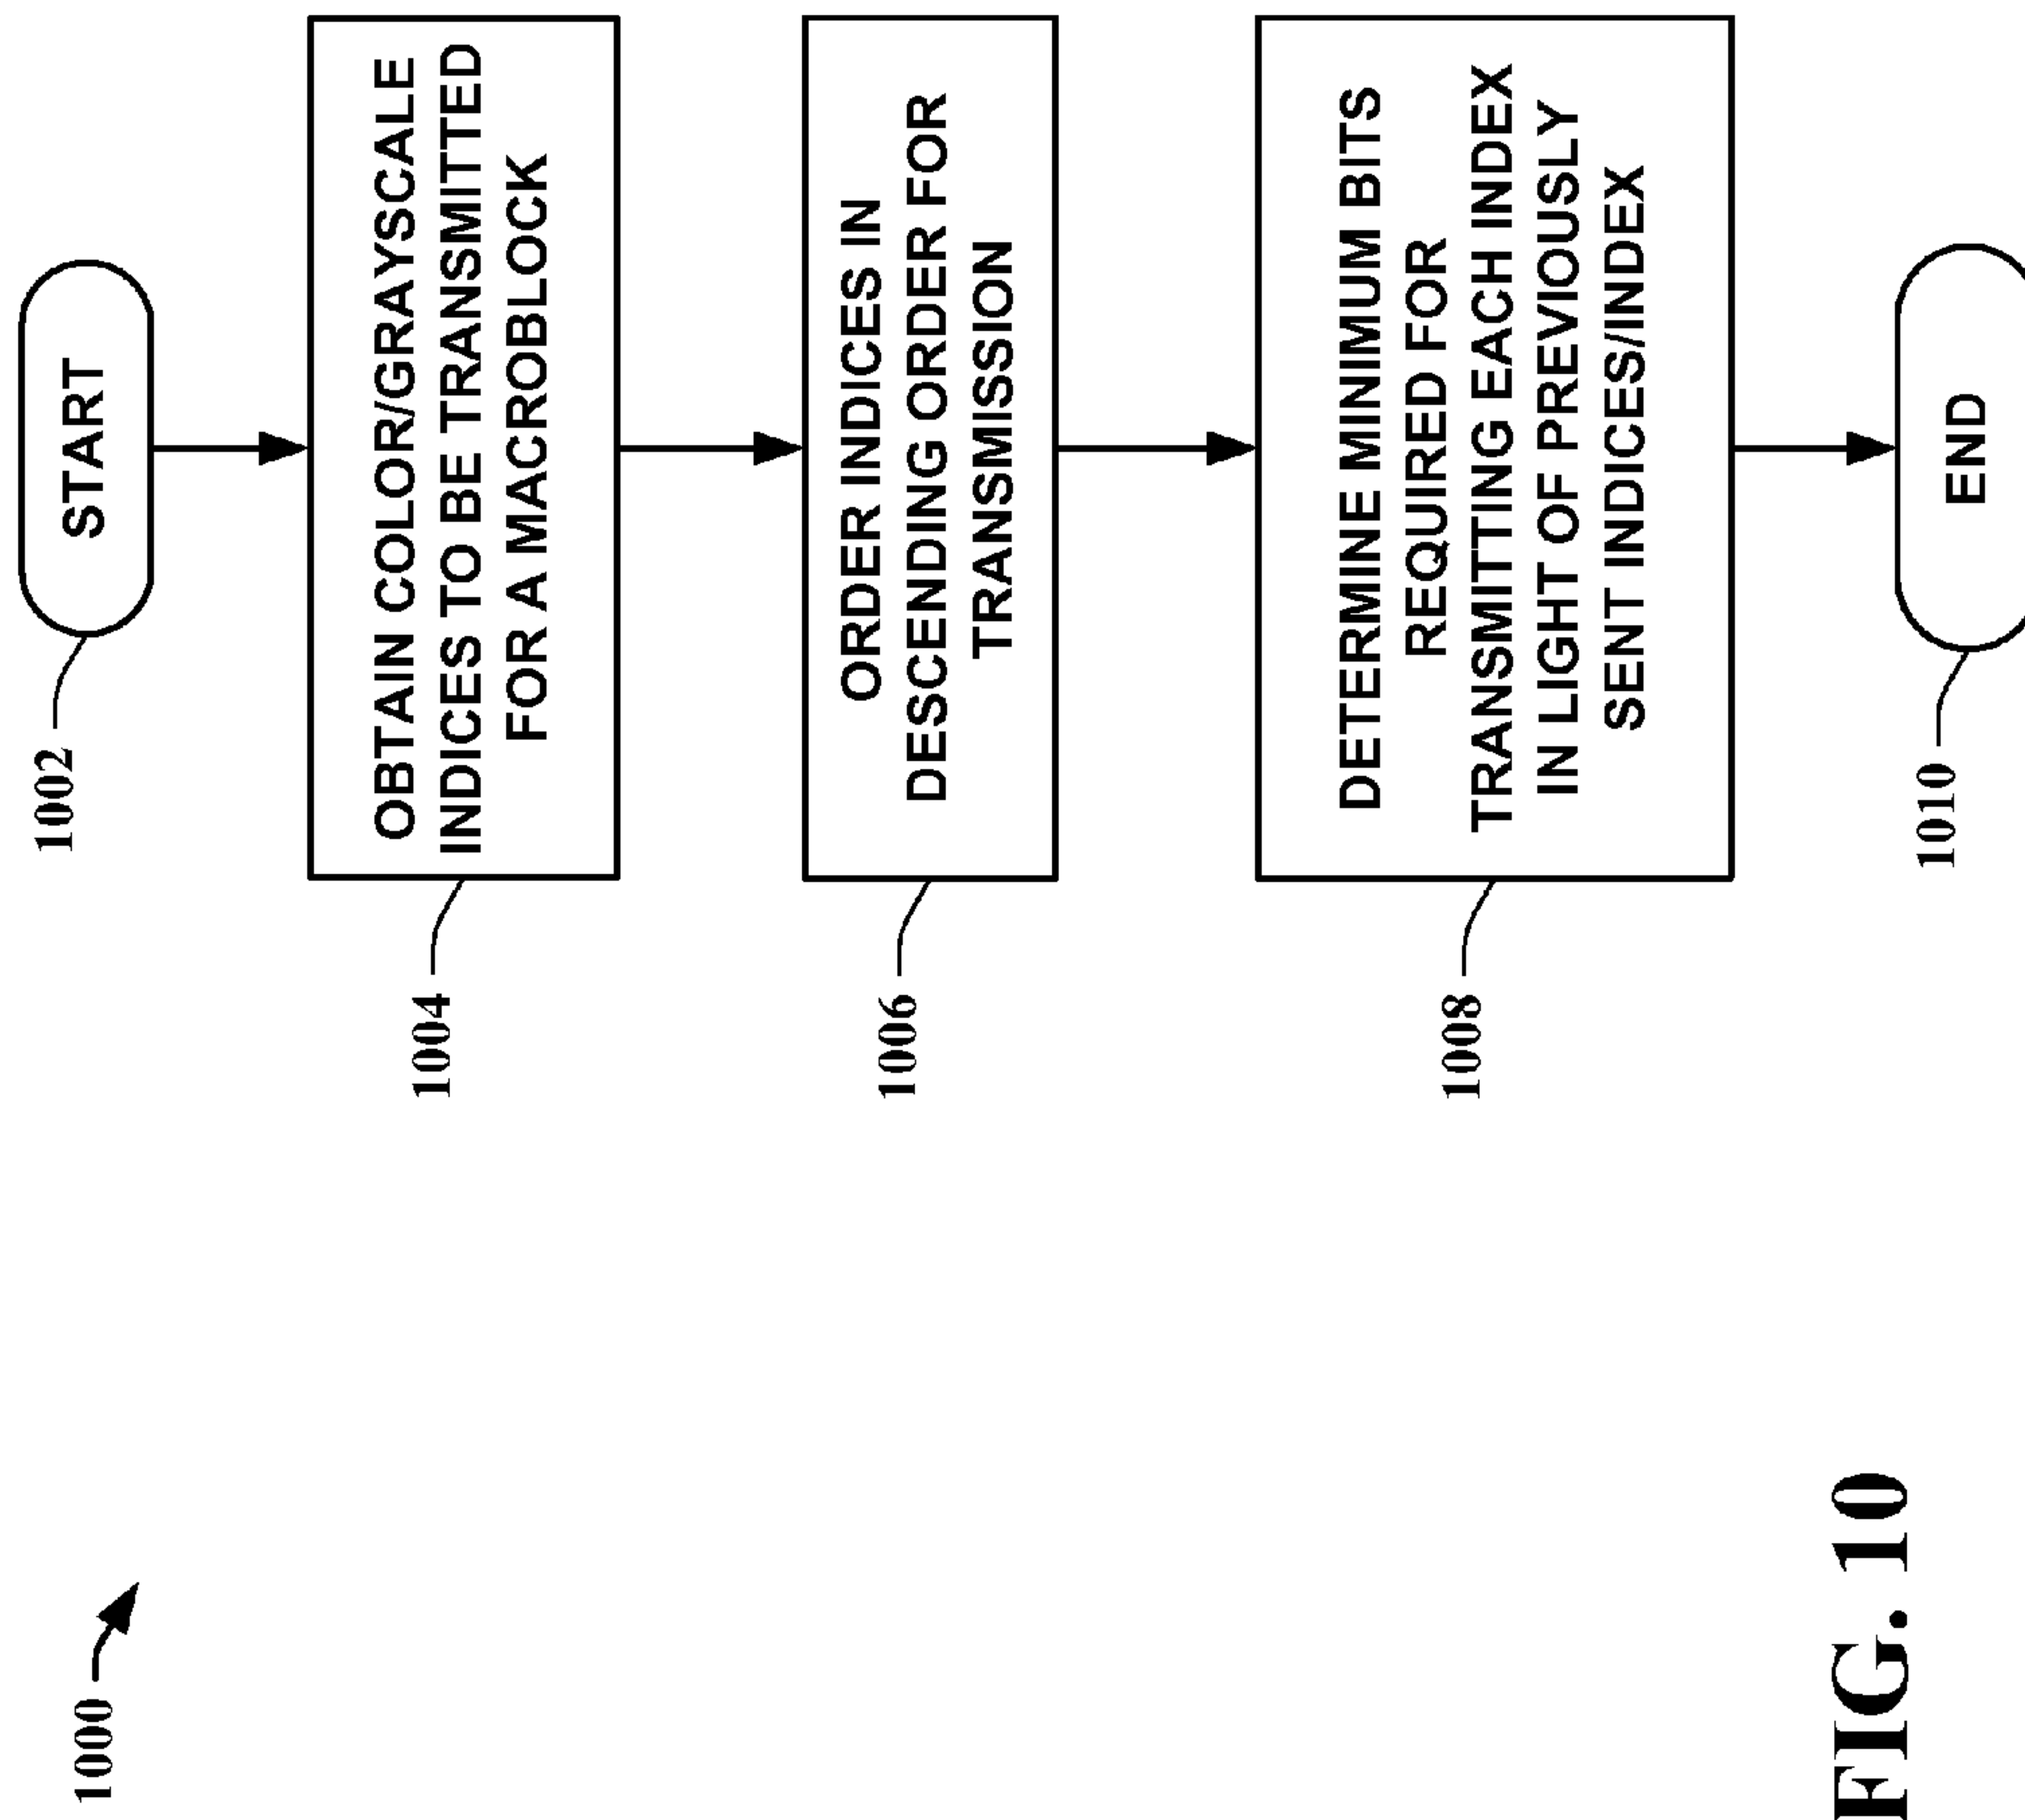 1000
1002
START
1004
OBTAIN COLOR/GRAYSCALE
INDICES TO BE TRANSMITTED
FOR A MACROBLOCK
1006
ORDER INDICES IN
DESCENDING ORDER FOR
TRANSMISSION
1008
DETERMINE MINIMUM BITS
REQUIRED FOR
TRANSMITTING EACH INDEX
IN LIGHT OF PREVIOUSLY
SENT INDICES/INDEX
1010
END
FIG. 10